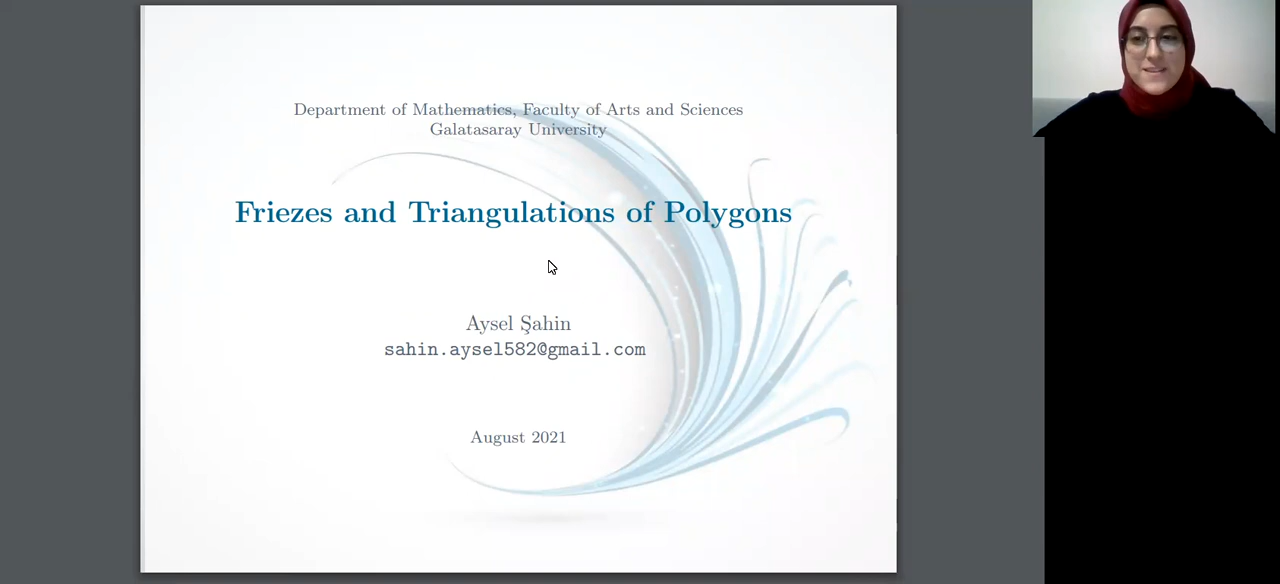 Department of Mathematics, Faculty of Arts and Sciences
Galatasaray University
Friezes and Triangulations of Polygons
Aysel Şahin
sahin.aysel582@gmail.com
August 2021